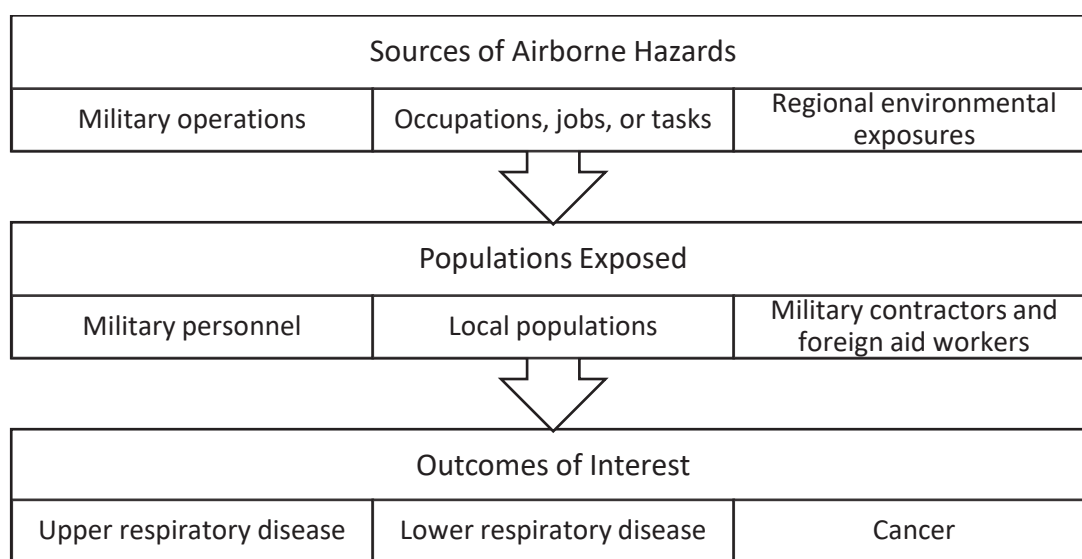 Sources of Airborne Hazards
Military operations
Occupations, jobs, or tasks
Regional environmental
exposures
Populations Exposed
Military personnel
Local populations
Military contractors and
foreign aid workers
Outcomes of Interest
Upper respiratory disease
Lower respiratory disease
Cancer